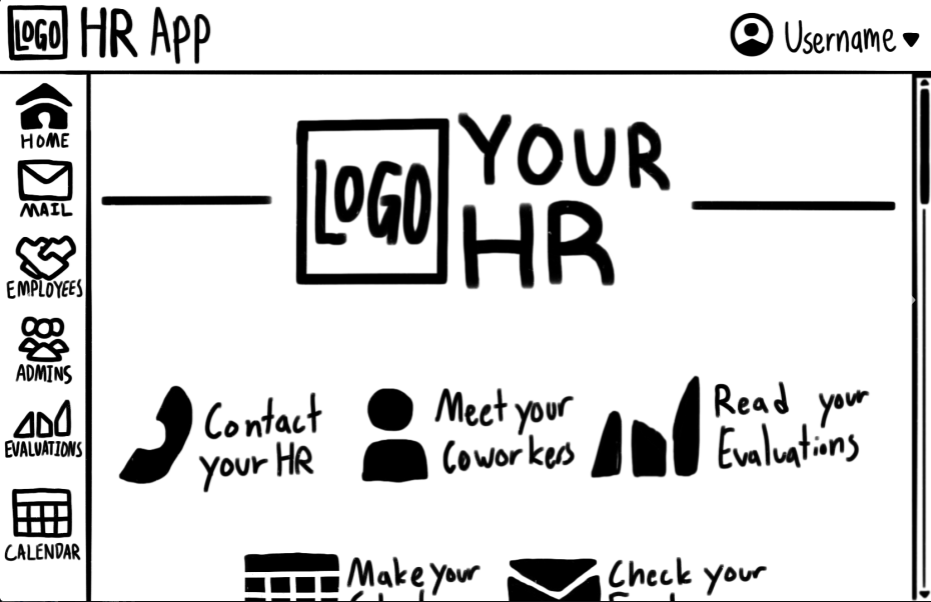 LOGO HR App
Username
HOME
MAIL
EMPLOYEES
ADMINS
EVALUATIONS
CALENDAR
LOGO
YOUR
HR
Contact
your HR
Meet your
Coworkers
Read your
Evaluations
Make your
Check your